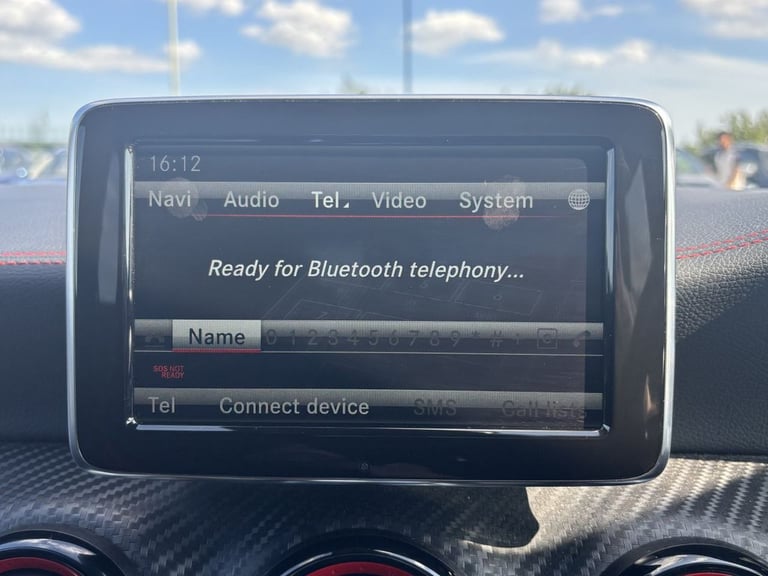 16:12
Navi Audio Tel Video System
Ready for Bluetooth telephony...
Name 0 1 2 3 4 5 6 7 8 9 * # +
SOS NOT
READY
Tel Connect device SMS Call lists